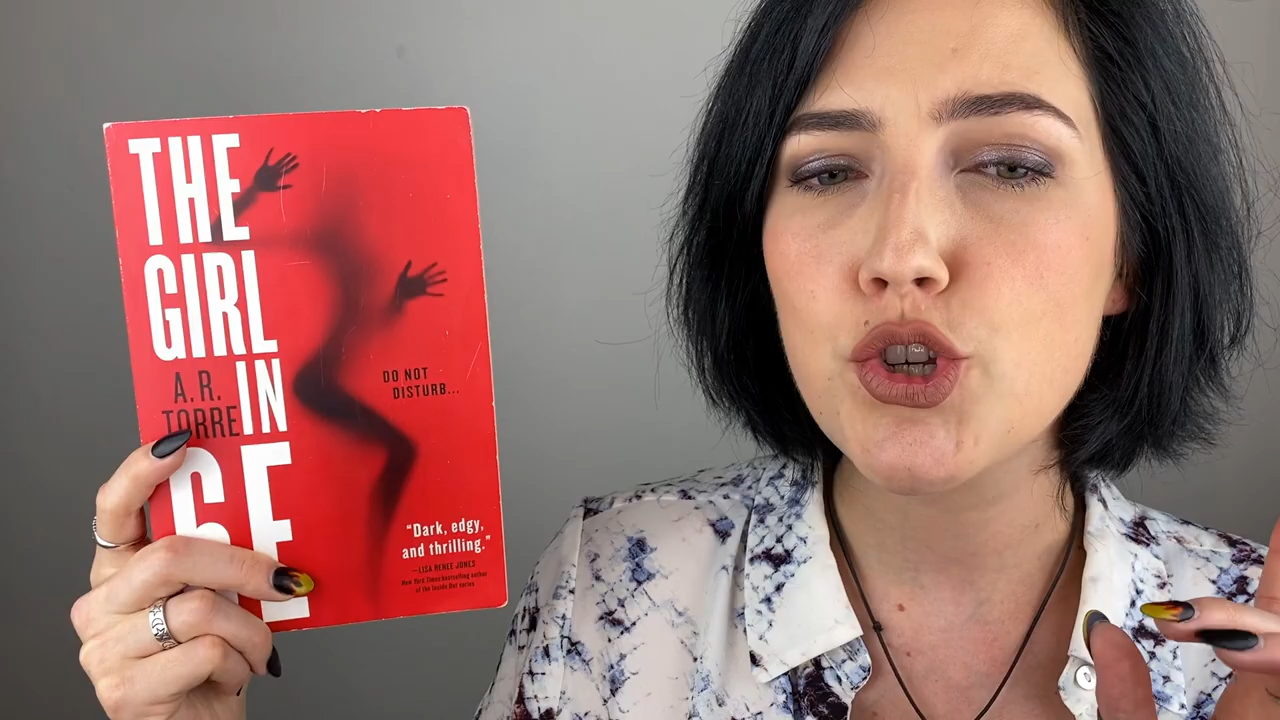 THE
GIRL
A. R.
TORRE
IN
6E
DO NOT
DISTURB...
"Dark, edgy,
and thrilling."
—LISA RENEE JONES
New York Times bestselling author
of the Inside Out series